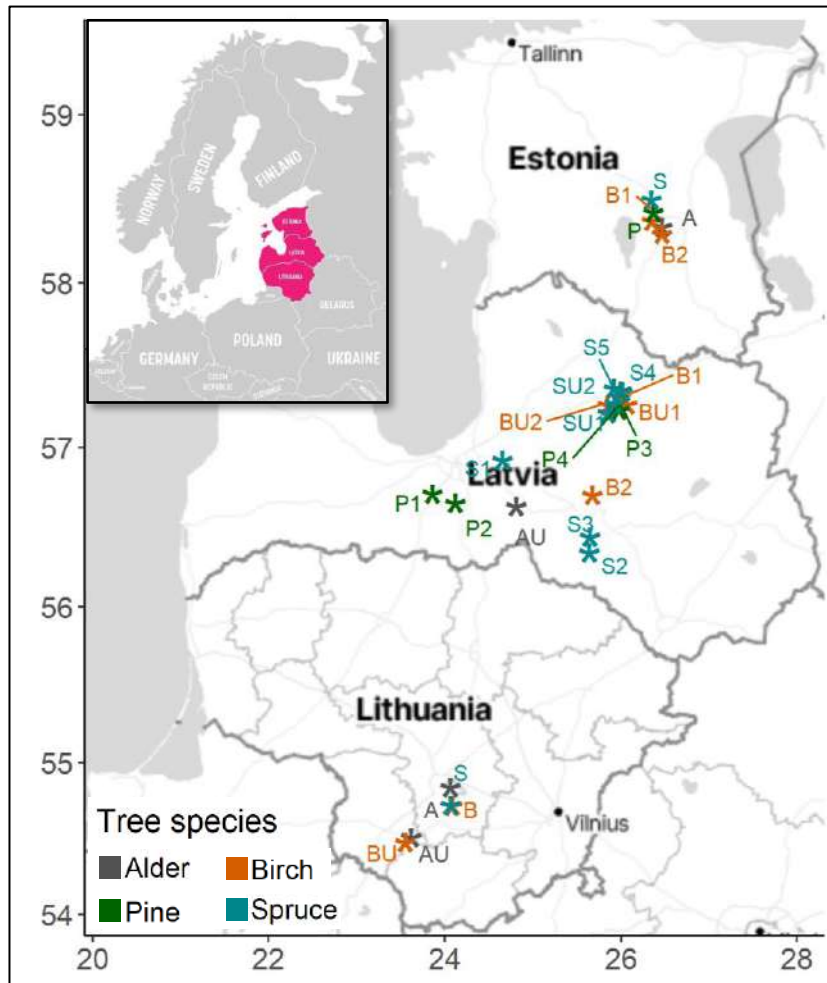 NORWAY
SWEDEN
FINLAND
ESTONIA
LATVIA
LITHUANIA
BELARUS
POLAND
GERMANY
UKRAINE
CZECH
REPUBLIC
Tallinn
59
Estonia
S
B1
A
P
B2
58
S5
S4
B1
SU2
BU2
BU1
SU1
57
P4
P3
S1
Latvia
B2
P1
P2
AU
S3
S2
56
Lithuania
55
S
A
B
Vilnius
Tree species
BU
AU
Alder
Birch
Pine
Spruce
54
20
22
24
26
28